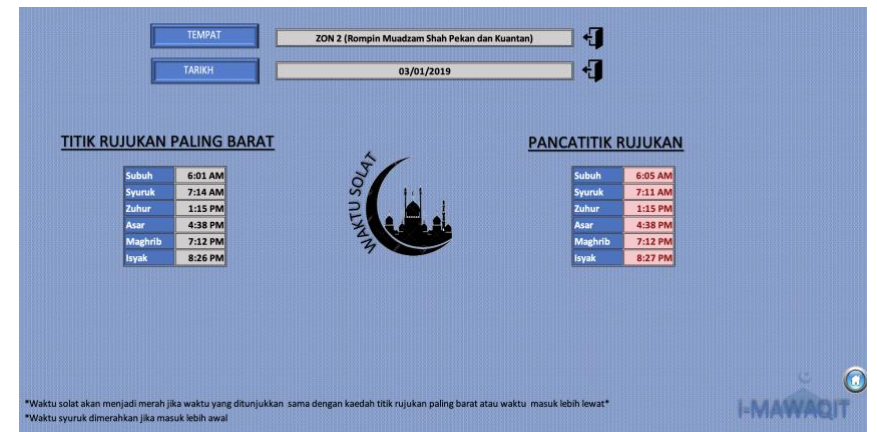 TEMPAT
ZON 2 (Rompin Muadzam Shah Pekan dan Kuantan)
TARIKH
03/01/2019
TITIK RUJUKAN PALING BARAT
Subuh 6:01 AM
Syuruk 7:14 AM
Zuhur 1:15 PM
Asar 4:38 PM
Maghrib 7:12 PM
Isyak 8:26 PM
WAKTU SOLAT
PANCATITIK RUJUKAN
Subuh 6:05 AM
Syuruk 7:11 AM
Zuhur 1:15 PM
Asar 4:38 PM
Maghrib 7:12 PM
Isyak 8:27 PM
*Waktu solat akan menjadi merah jika waktu yang ditunjukkan sama dengan kaedah titik rujukan paling barat atau waktu masuk lebih lewat*
*Waktu syuruk dimerahkan jika masuk lebih awal
I-MAWAQIT